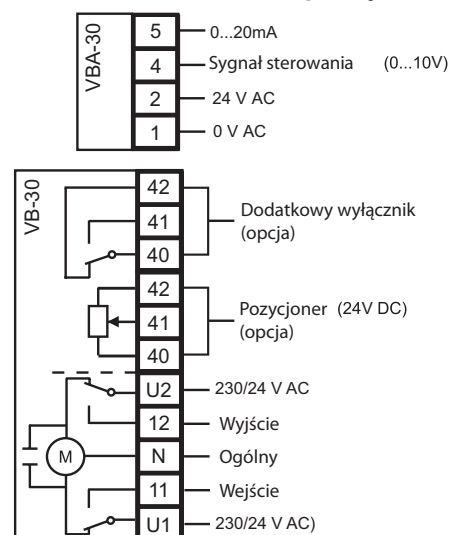 VBA-30
5 0...20mA
4 Sygnał sterowania (0...10V)
2 24 V AC
1 0 V AC
VB-30
42
41 Dodatkowy wyłącznik
(opcja)
40
42
41 Pozycjoner (24V DC)
(opcja)
40
U2 230/24 V AC
12 Wyjście
M N Ogólny
11 Wejście
U1 230/24 V AC)